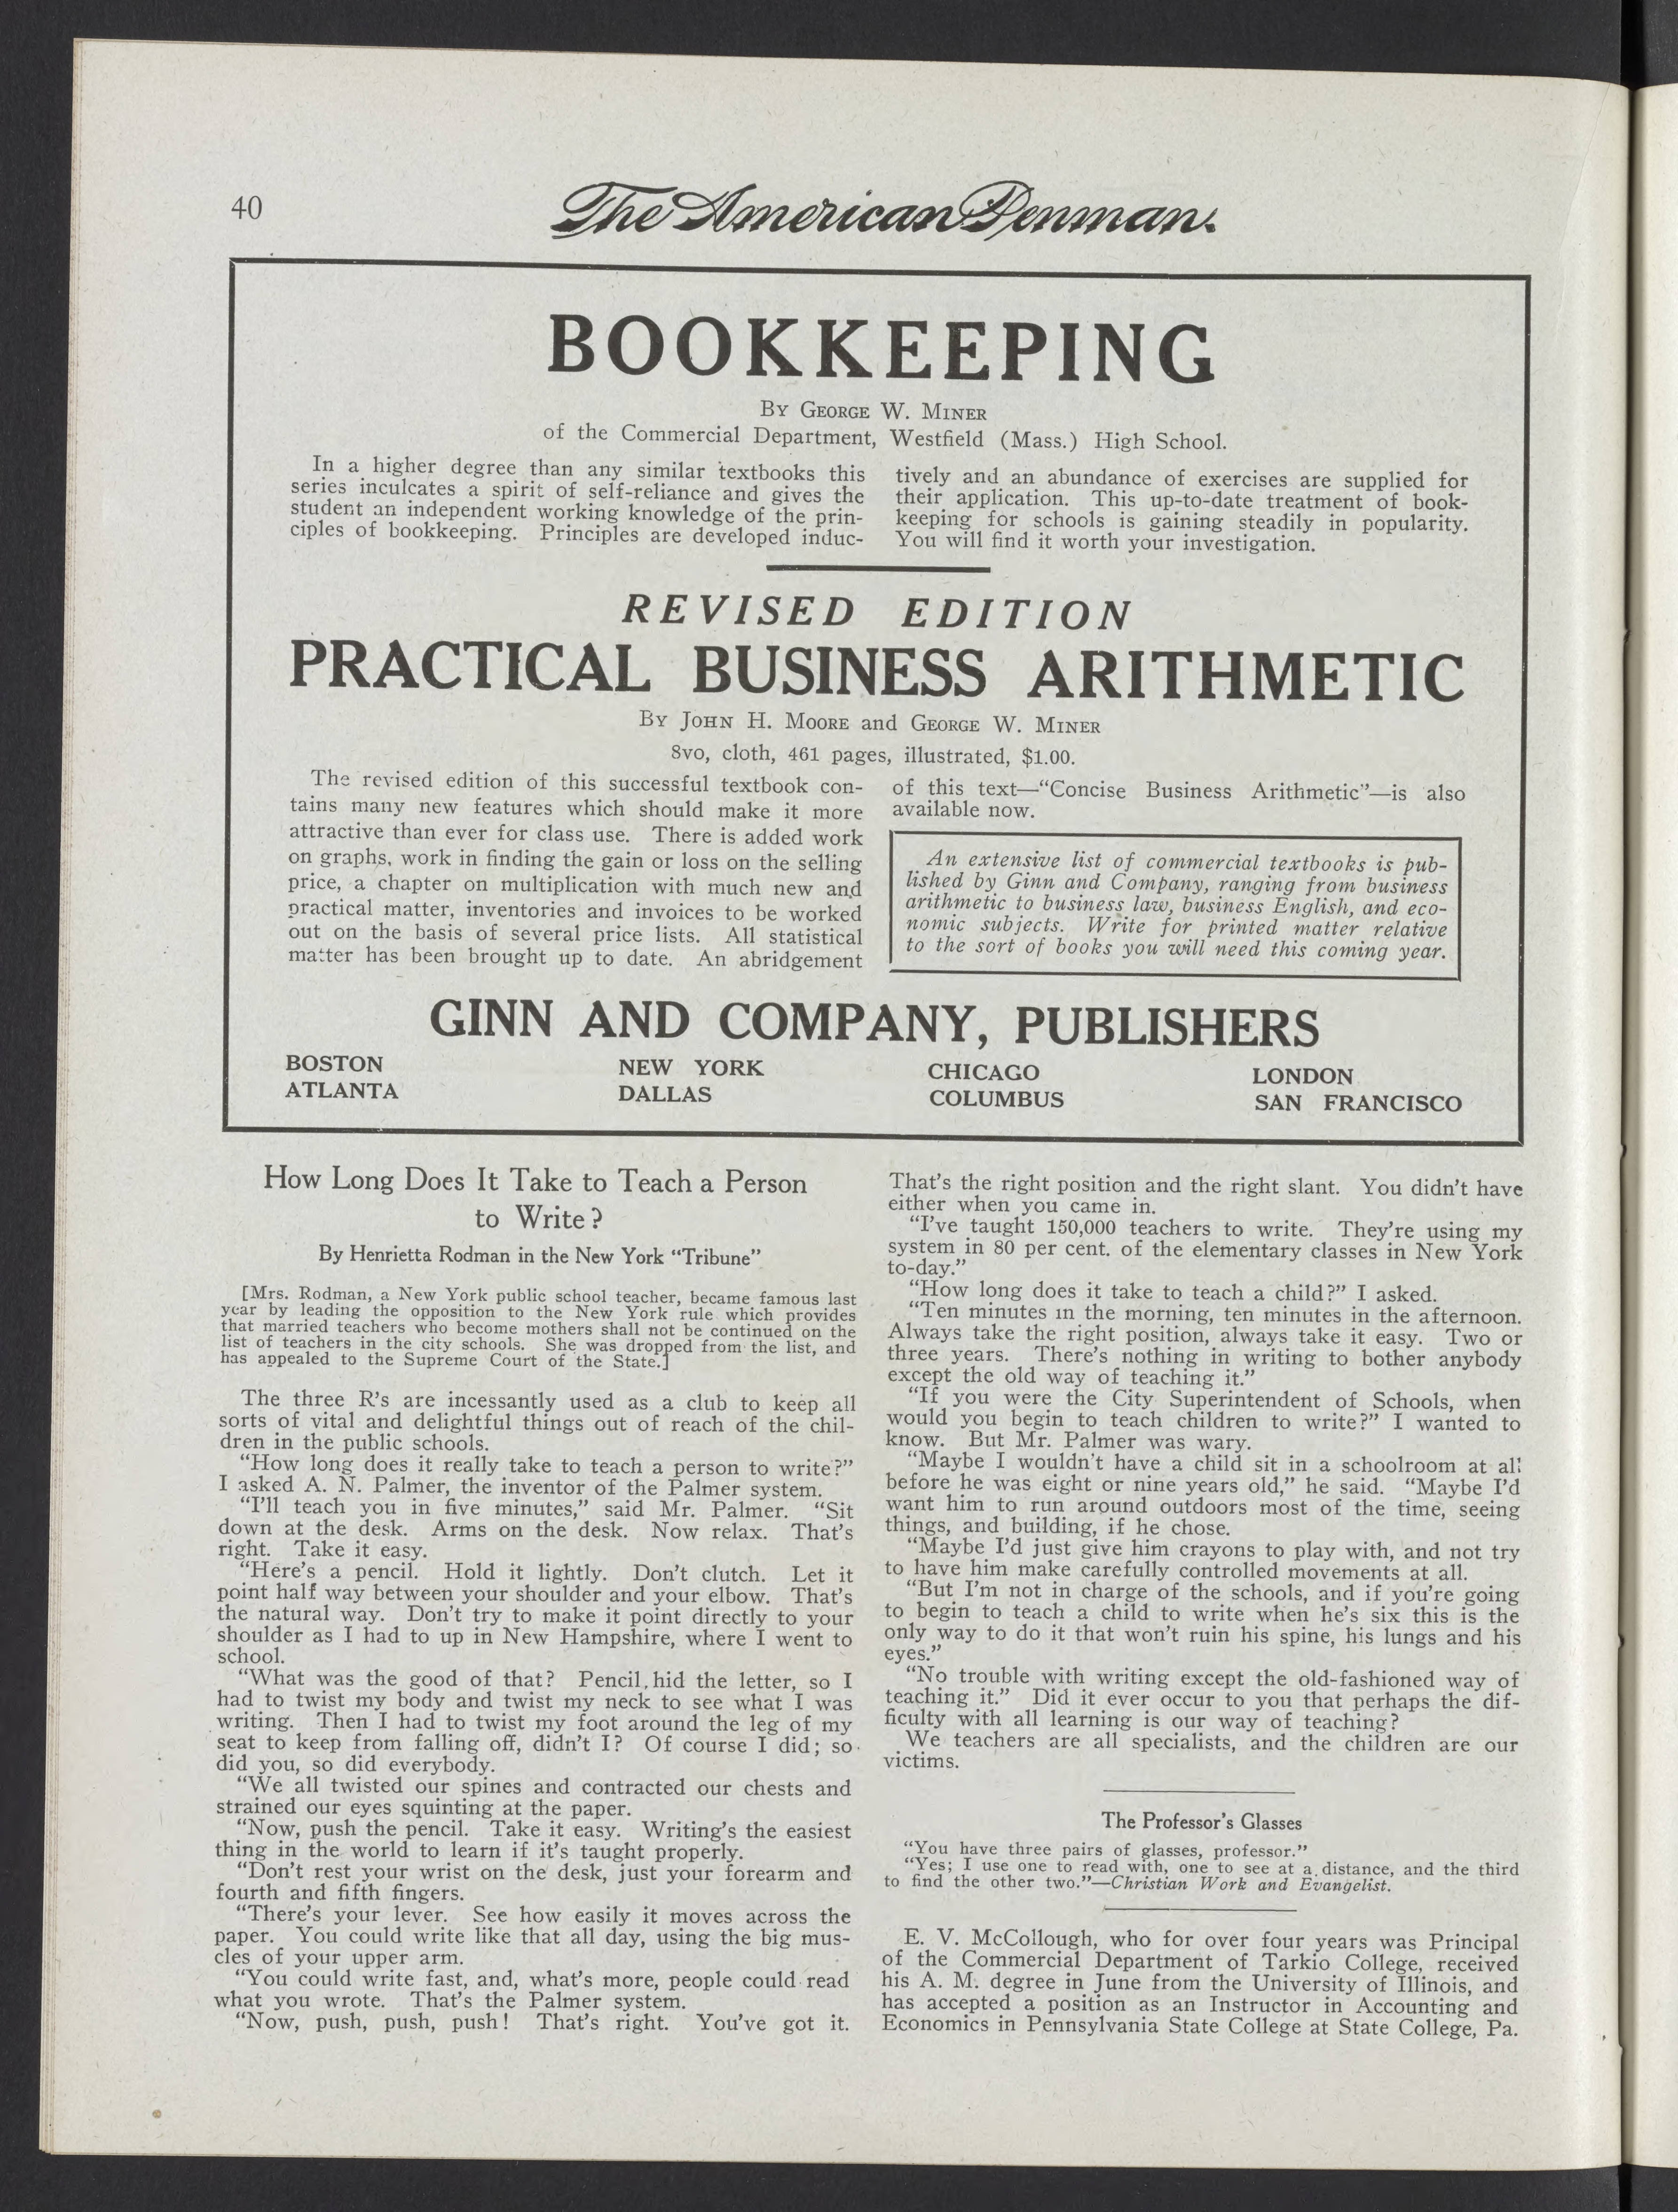 40
The American Penman.
BOOKKEEPING
By George W. Miner
of the Commercial Department, Westfield (Mass.) High School.
In a higher degree than any similar textbooks this
series inculcates a spirit of self-reliance and gives the
student an independent working knowledge of the prin-
ciples of bookkeeping. Principles are developed induc-
tively and an abundance of exercises are supplied for
their application. This up-to-date treatment of book-
keeping for schools is gaining steadily in popularity.
You will find it worth your investigation.
REVISED EDITION
PRACTICAL BUSINESS ARITHMETIC
By John H. Moore and George W. Miner
8vo, cloth, 461 pages, illustrated, $1.00.
The revised edition of this successful textbook con-
tains many new features which should make it more
attractive than ever for class use. There is added work
on graphs, work in finding the gain or loss on the selling
price, a chapter on multiplication with much new and
practical matter, inventories and invoices to be worked
out on the basis of several price lists. All statistical
matter has been brought up to date. An abridgement
of this text—“Concise Business Arithmetic”—is also
available now.
An extensive list of commercial textbooks is pub-
lished by Ginn and Company, ranging from business
arithmetic to business law, business English, and eco-
nomic subjects. Write for printed matter relative
to the sort of books you will need this coming year.
GINN AND COMPANY, PUBLISHERS
BOSTON NEW YORK CHICAGO LONDON
ATLANTA DALLAS COLUMBUS SAN FRANCISCO
How Long Does It Take to Teach a Person
to Write?
By Henrietta Rodman in the New York “Tribune”
[Mrs. Rodman, a New York public school teacher, became famous last
year by leading the opposition to the New York rule which provides
that married teachers who become mothers shall not be continued on the
list of teachers in the city schools. She was dropped from the list, and
has appealed to the Supreme Court of the State.]
The three R’s are incessantly used as a club to keep all
sorts of vital and delightful things out of reach of the chil-
dren in the public schools.
“How long does it really take to teach a person to write?”
I asked A. N. Palmer, the inventor of the Palmer system.
“I’ll teach you in five minutes,” said Mr. Palmer. “Sit
down at the desk. Arms on the desk. Now relax. That’s
right. Take it easy.
“Here’s a pencil. Hold it lightly. Don’t clutch. Let it
point half way between your shoulder and your elbow. That’s
the natural way. Don’t try to make it point directly to your
shoulder as I had to up in New Hampshire, where I went to
school.
“What was the good of that? Pencil hid the letter, so I
had to twist my body and twist my neck to see what I was
writing. Then I had to twist my foot around the leg of my
seat to keep from falling off, didn’t I? Of course I did; so
did you, so did everybody.
“We all twisted our spines and contracted our chests and
strained our eyes squinting at the paper.
“Now, push the pencil. Take it easy. Writing’s the easiest
thing in the world to learn if it’s taught properly.
“Don’t rest your wrist on the desk, just your forearm and
fourth and fifth fingers.
“There’s your lever. See how easily it moves across the
paper. You could write like that all day, using the big mus-
cles of your upper arm.
“You could write fast, and, what’s more, people could read
what you wrote. That’s the Palmer system.
“Now, push, push, push! That’s right. You’ve got it.
That’s the right position and the right slant. You didn’t have
either when you came in.
“I’ve taught 150,000 teachers to write. They’re using my
system in 80 per cent. of the elementary classes in New York
to-day.”
“How long does it take to teach a child?” I asked.
“Ten minutes in the morning, ten minutes in the afternoon.
Always take the right position, always take it easy. Two or
three years. There’s nothing in writing to bother anybody
except the old way of teaching it.”
“If you were the City Superintendent of Schools, when
would you begin to teach children to write?” I wanted to
know. But Mr. Palmer was wary.
“Maybe I wouldn’t have a child sit in a schoolroom at all
before he was eight or nine years old,” he said. “Maybe I’d
want him to run around outdoors most of the time, seeing
things, and building, if he chose.
“Maybe I’d just give him crayons to play with, and not try
to have him make carefully controlled movements at all.
“But I’m not in charge of the schools, and if you’re going
to begin to teach a child to write when he’s six this is the
only way to do it that won’t ruin his spine, his lungs and his
eyes.”
“No trouble with writing except the old-fashioned way of
teaching it.” Did it ever occur to you that perhaps the dif-
ficulty with all learning is our way of teaching?
We teachers are all specialists, and the children are our
victims.
The Professor’s Glasses
“You have three pairs of glasses, professor.”
“Yes; I use one to read with, one to see at a distance, and the third
to find the other two.”—Christian Work and Evangelist.
E. V. McCollough, who for over four years was Principal
of the Commercial Department of Tarkio College, received
his A. M. degree in June from the University of Illinois, and
has accepted a position as an Instructor in Accounting and
Economics in Pennsylvania State College at State College, Pa.